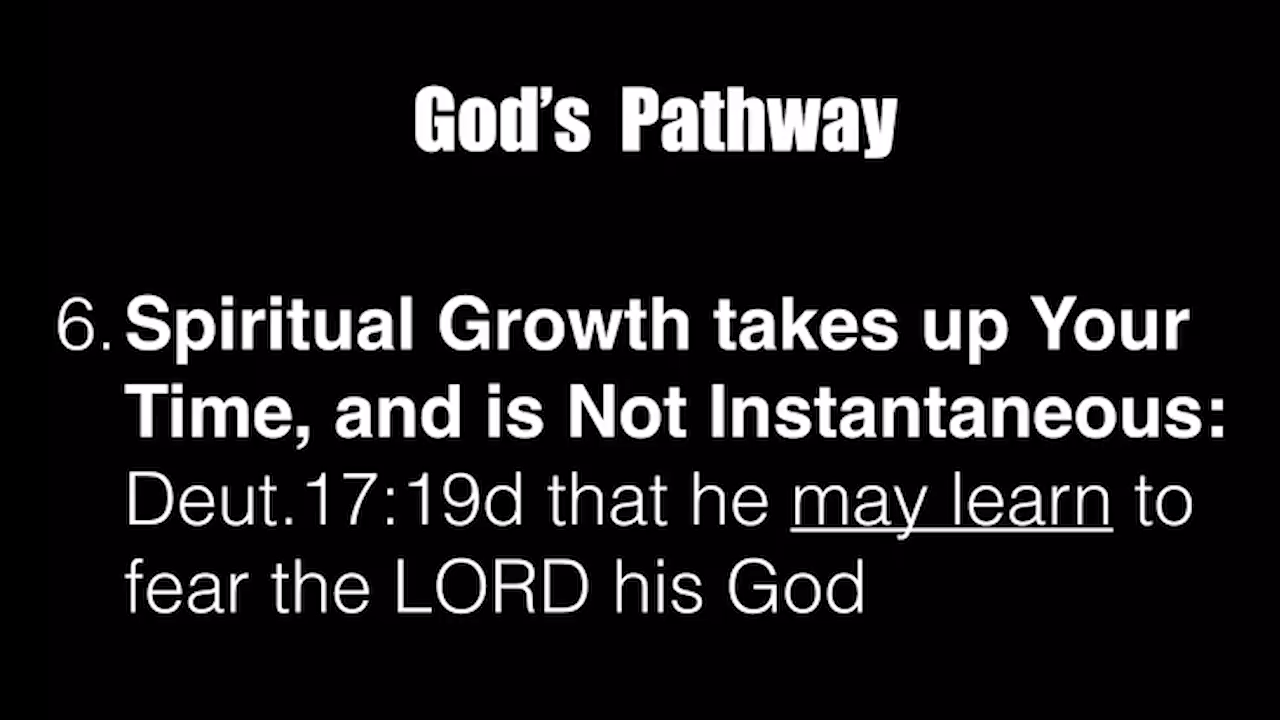 God's Pathway
6. Spiritual Growth takes up Your
Time, and is Not Instantaneous:
Deut.17:19d that he may learn to
fear the LORD his God